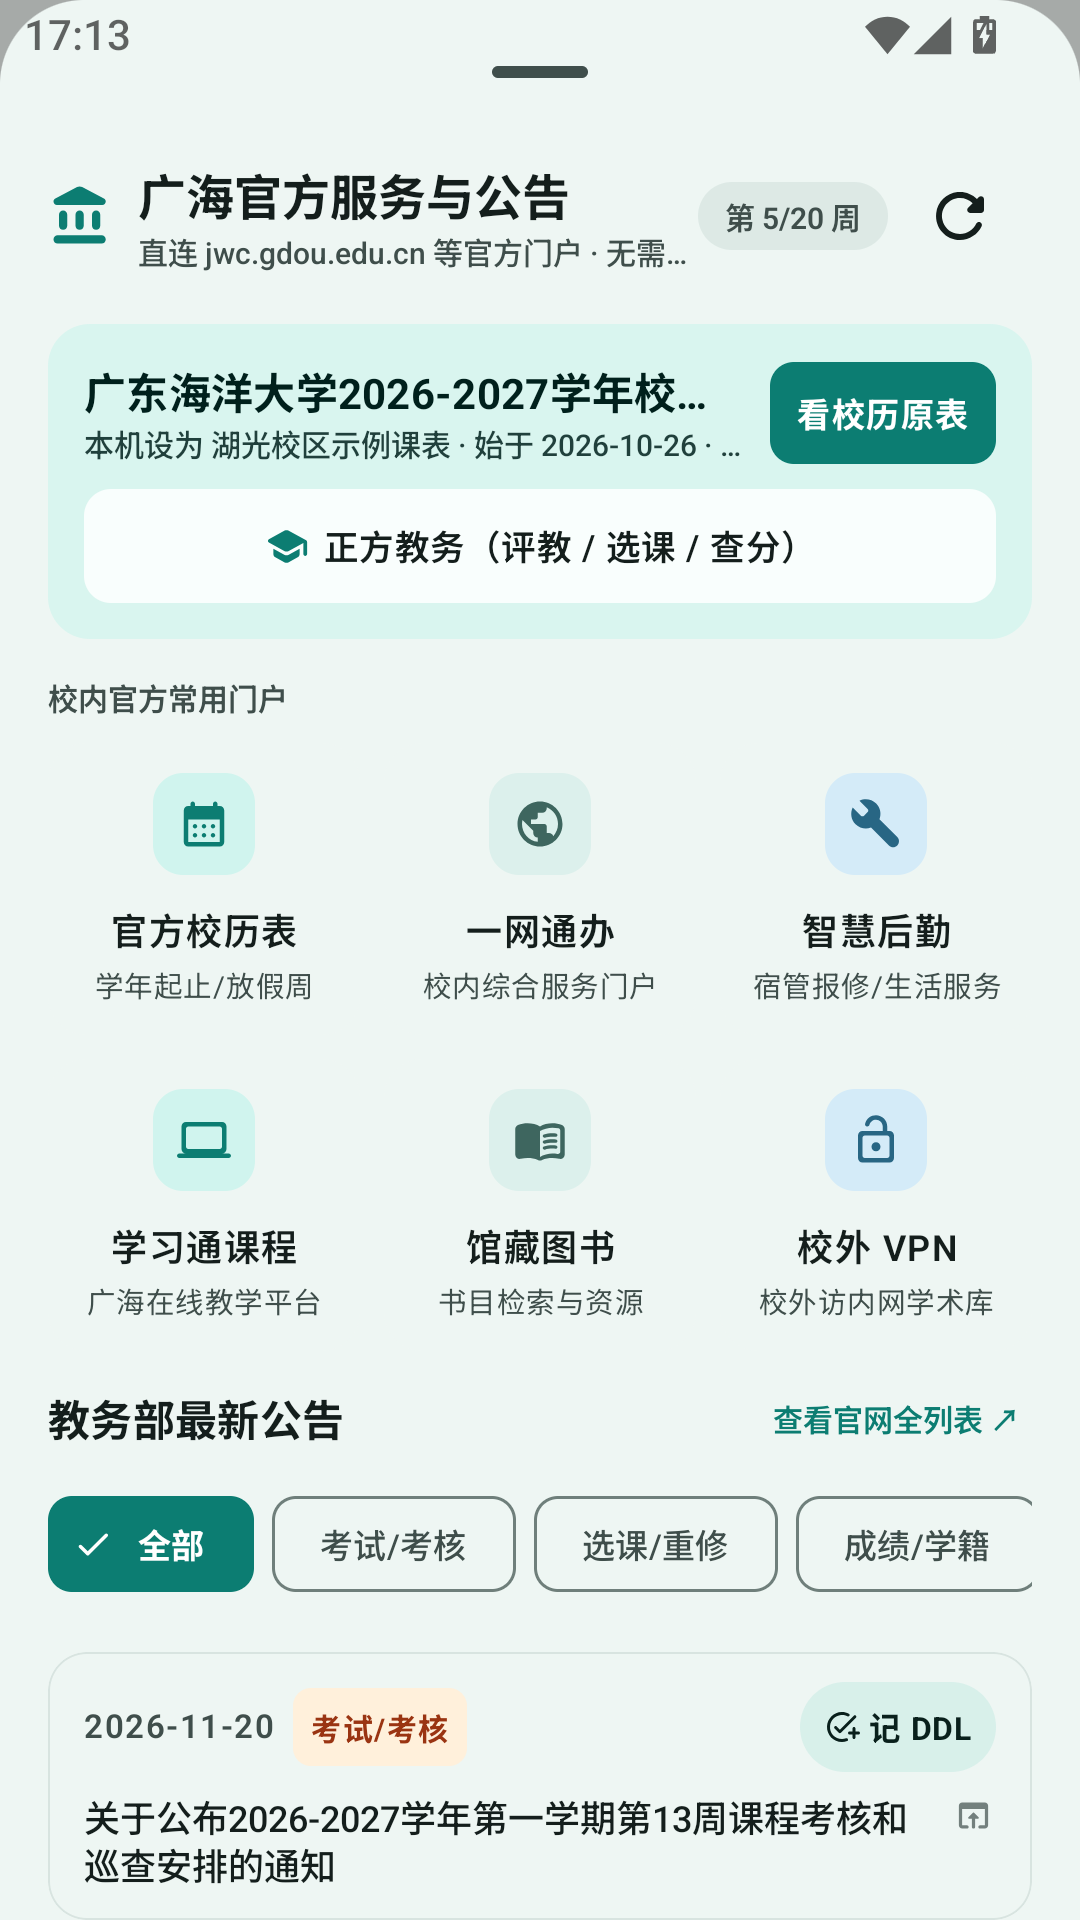 17:13
广海官方服务与公告
直连 jwc.gdou.edu.cn 等官方门户 · 无需…
第 5/20 周
广东海洋大学2026-2027学年校…
本机设为 湖光校区示例课表 · 始于 2026-10-26 · …
看校历原表
正方教务（评教 / 选课 / 查分）
校内官方常用门户
官方校历表
一网通办
智慧后勤
学年起止/放假周
校内综合服务门户
宿管报修/生活服务
学习通课程
馆藏图书
校外 VPN
广海在线教学平台
书目检索与资源
校外访内网学术库
教务部最新公告
查看官网全列表 ↗
全部
考试/考核
选课/重修
成绩/学籍
2026-11-20
考试/考核
记 DDL
关于公布2026-2027学年第一学期第13周课程考核和
巡查安排的通知